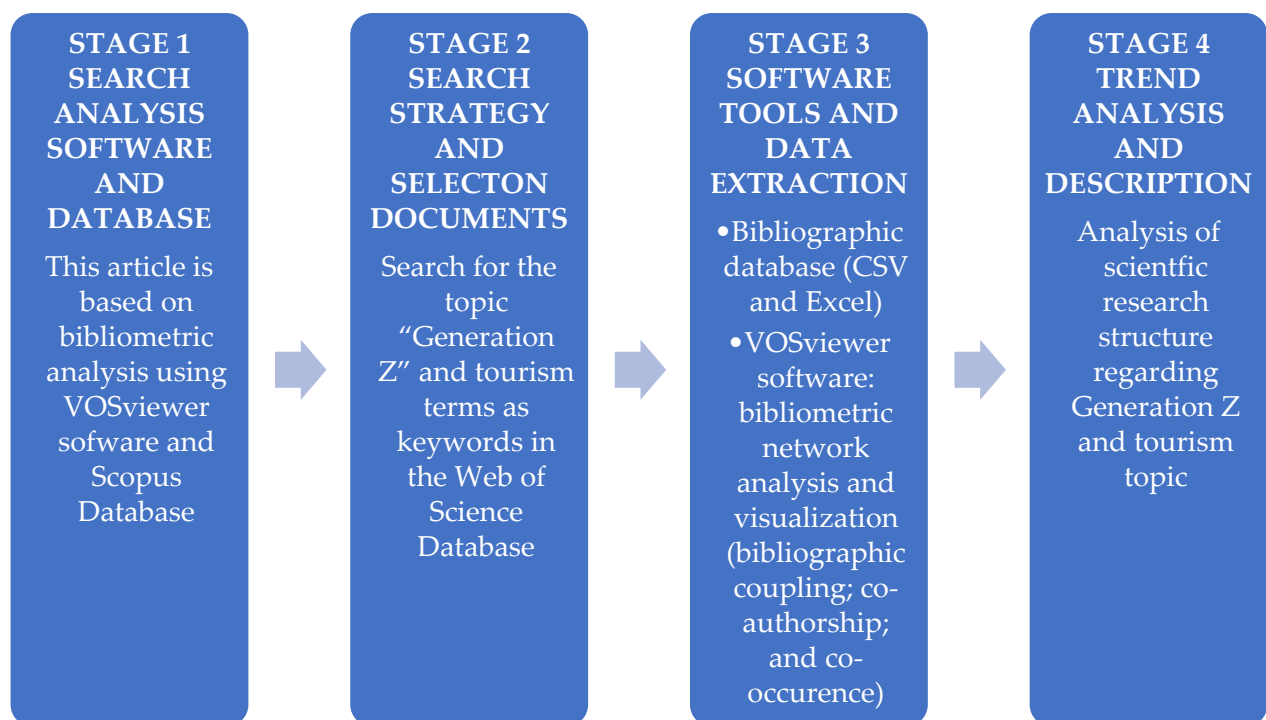 STAGE 1
SEARCH
ANALYSIS
SOFTWARE
AND
DATABASE
This article is
based on
bibliometric
analysis using
VOSviewer
sofware and
Scopus
Database
STAGE 2
SEARCH
STRATEGY
AND
SELECTON
DOCUMENTS
Search for the
topic
“Generation
Z” and tourism
terms as
keywords in
the Web of
Science
Database
STAGE 3
SOFTWARE
TOOLS AND
DATA
EXTRACTION
•Bibliographic
database (CSV
and Excel)
•VOSviewer
software:
bibliometric
network
analysis and
visualization
(bibliographic
coupling; co-
authorship;
and co-
occurence)
STAGE 4
TREND
ANALYSIS
AND
DESCRIPTION
Analysis of
scientfic
research
structure
regarding
Generation Z
and tourism
topic